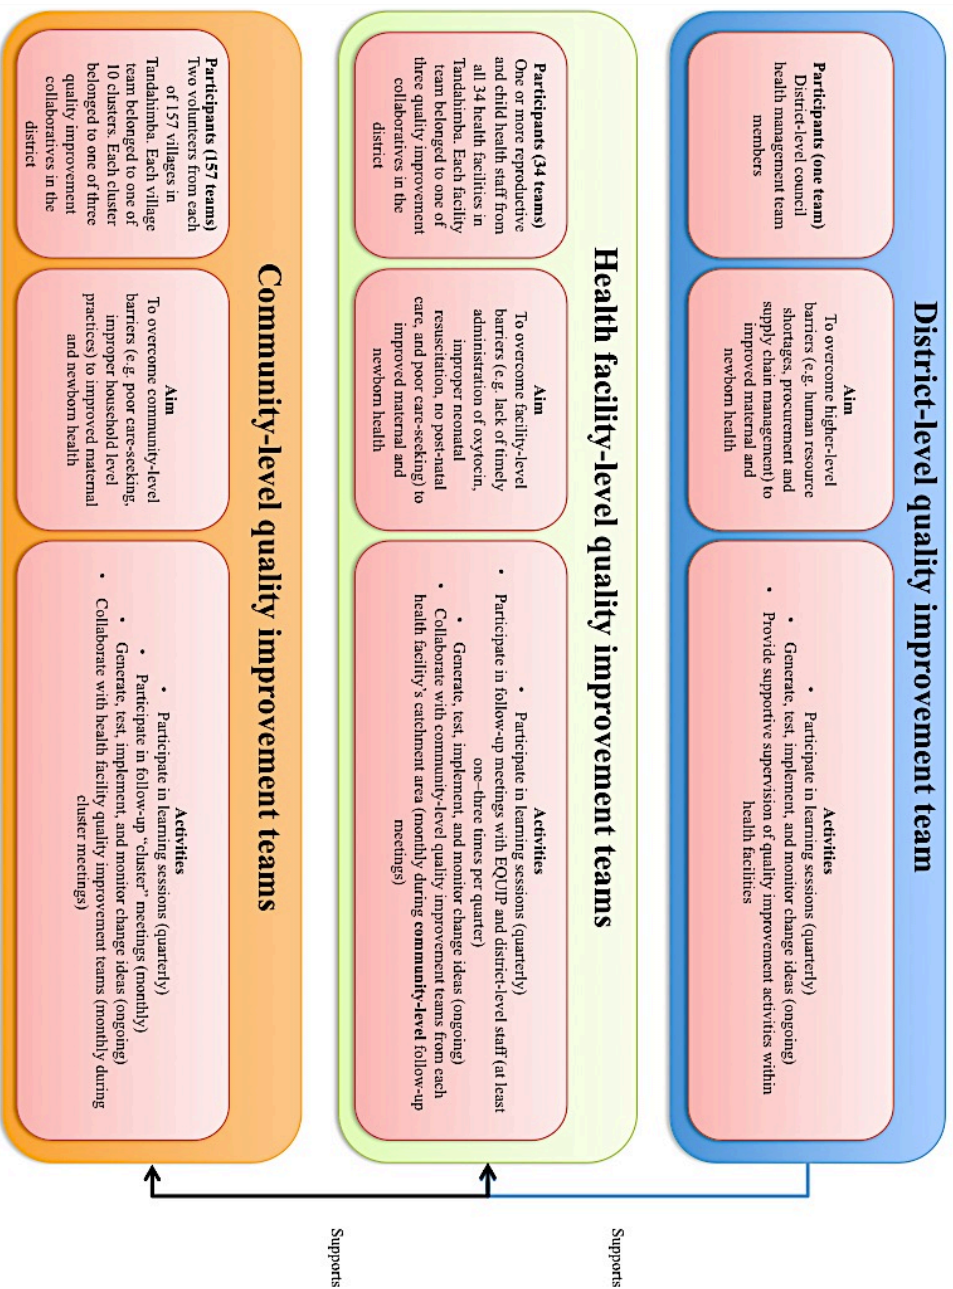 District-level quality improvement team
Participants (one team)
District-level council
health management team
members
Aim
To overcome higher-level
barriers (e.g. human resource
shortages, procurement and
supply chain management) to
improved maternal and
newborn health
Activities
• Participate in learning sessions (quarterly)
• Generate, test, implement, and monitor change ideas (ongoing)
• Provide supportive supervision of quality improvement activities within
health facilities
Supports
Health facility-level quality improvement teams
Participants (34 teams)
One or more reproductive
and child health staff from
all 34 health facilities in
Tandahimba. Each facility
team belonged to one of
three quality improvement
collaboratives in the
district
Aim
To overcome facility-level
barriers (e.g. lack of timely
administration of oxytocin,
improper neonatal
resuscitation, no post-natal
care, and poor care-seeking) to
improved maternal and
newborn health
Activities
• Participate in learning sessions (quarterly)
• Participate in follow-up meetings with EQUIP and district-level staff (at least
one–three times per quarter)
• Generate, test, implement, and monitor change ideas (ongoing)
• Collaborate with community-level quality improvement teams from each
health facility's catchment area (monthly during community-level follow-up
meetings)
Supports
Community-level quality improvement teams
Participants (157 teams)
Two volunteers from each
of 157 villages in
Tandahimba. Each village
team belonged to one of
10 clusters. Each cluster
belonged to one of three
quality improvement
collaboratives in the
district
Aim
To overcome community-level
barriers (e.g. poor care-seeking,
improper household level
practices) to improved maternal
and newborn health
Activities
• Participate in learning sessions (quarterly)
• Participate in follow-up "cluster" meetings (monthly)
• Generate, test, implement, and monitor change ideas (ongoing)
• Collaborate with health facility quality improvement teams (monthly during
cluster meetings)